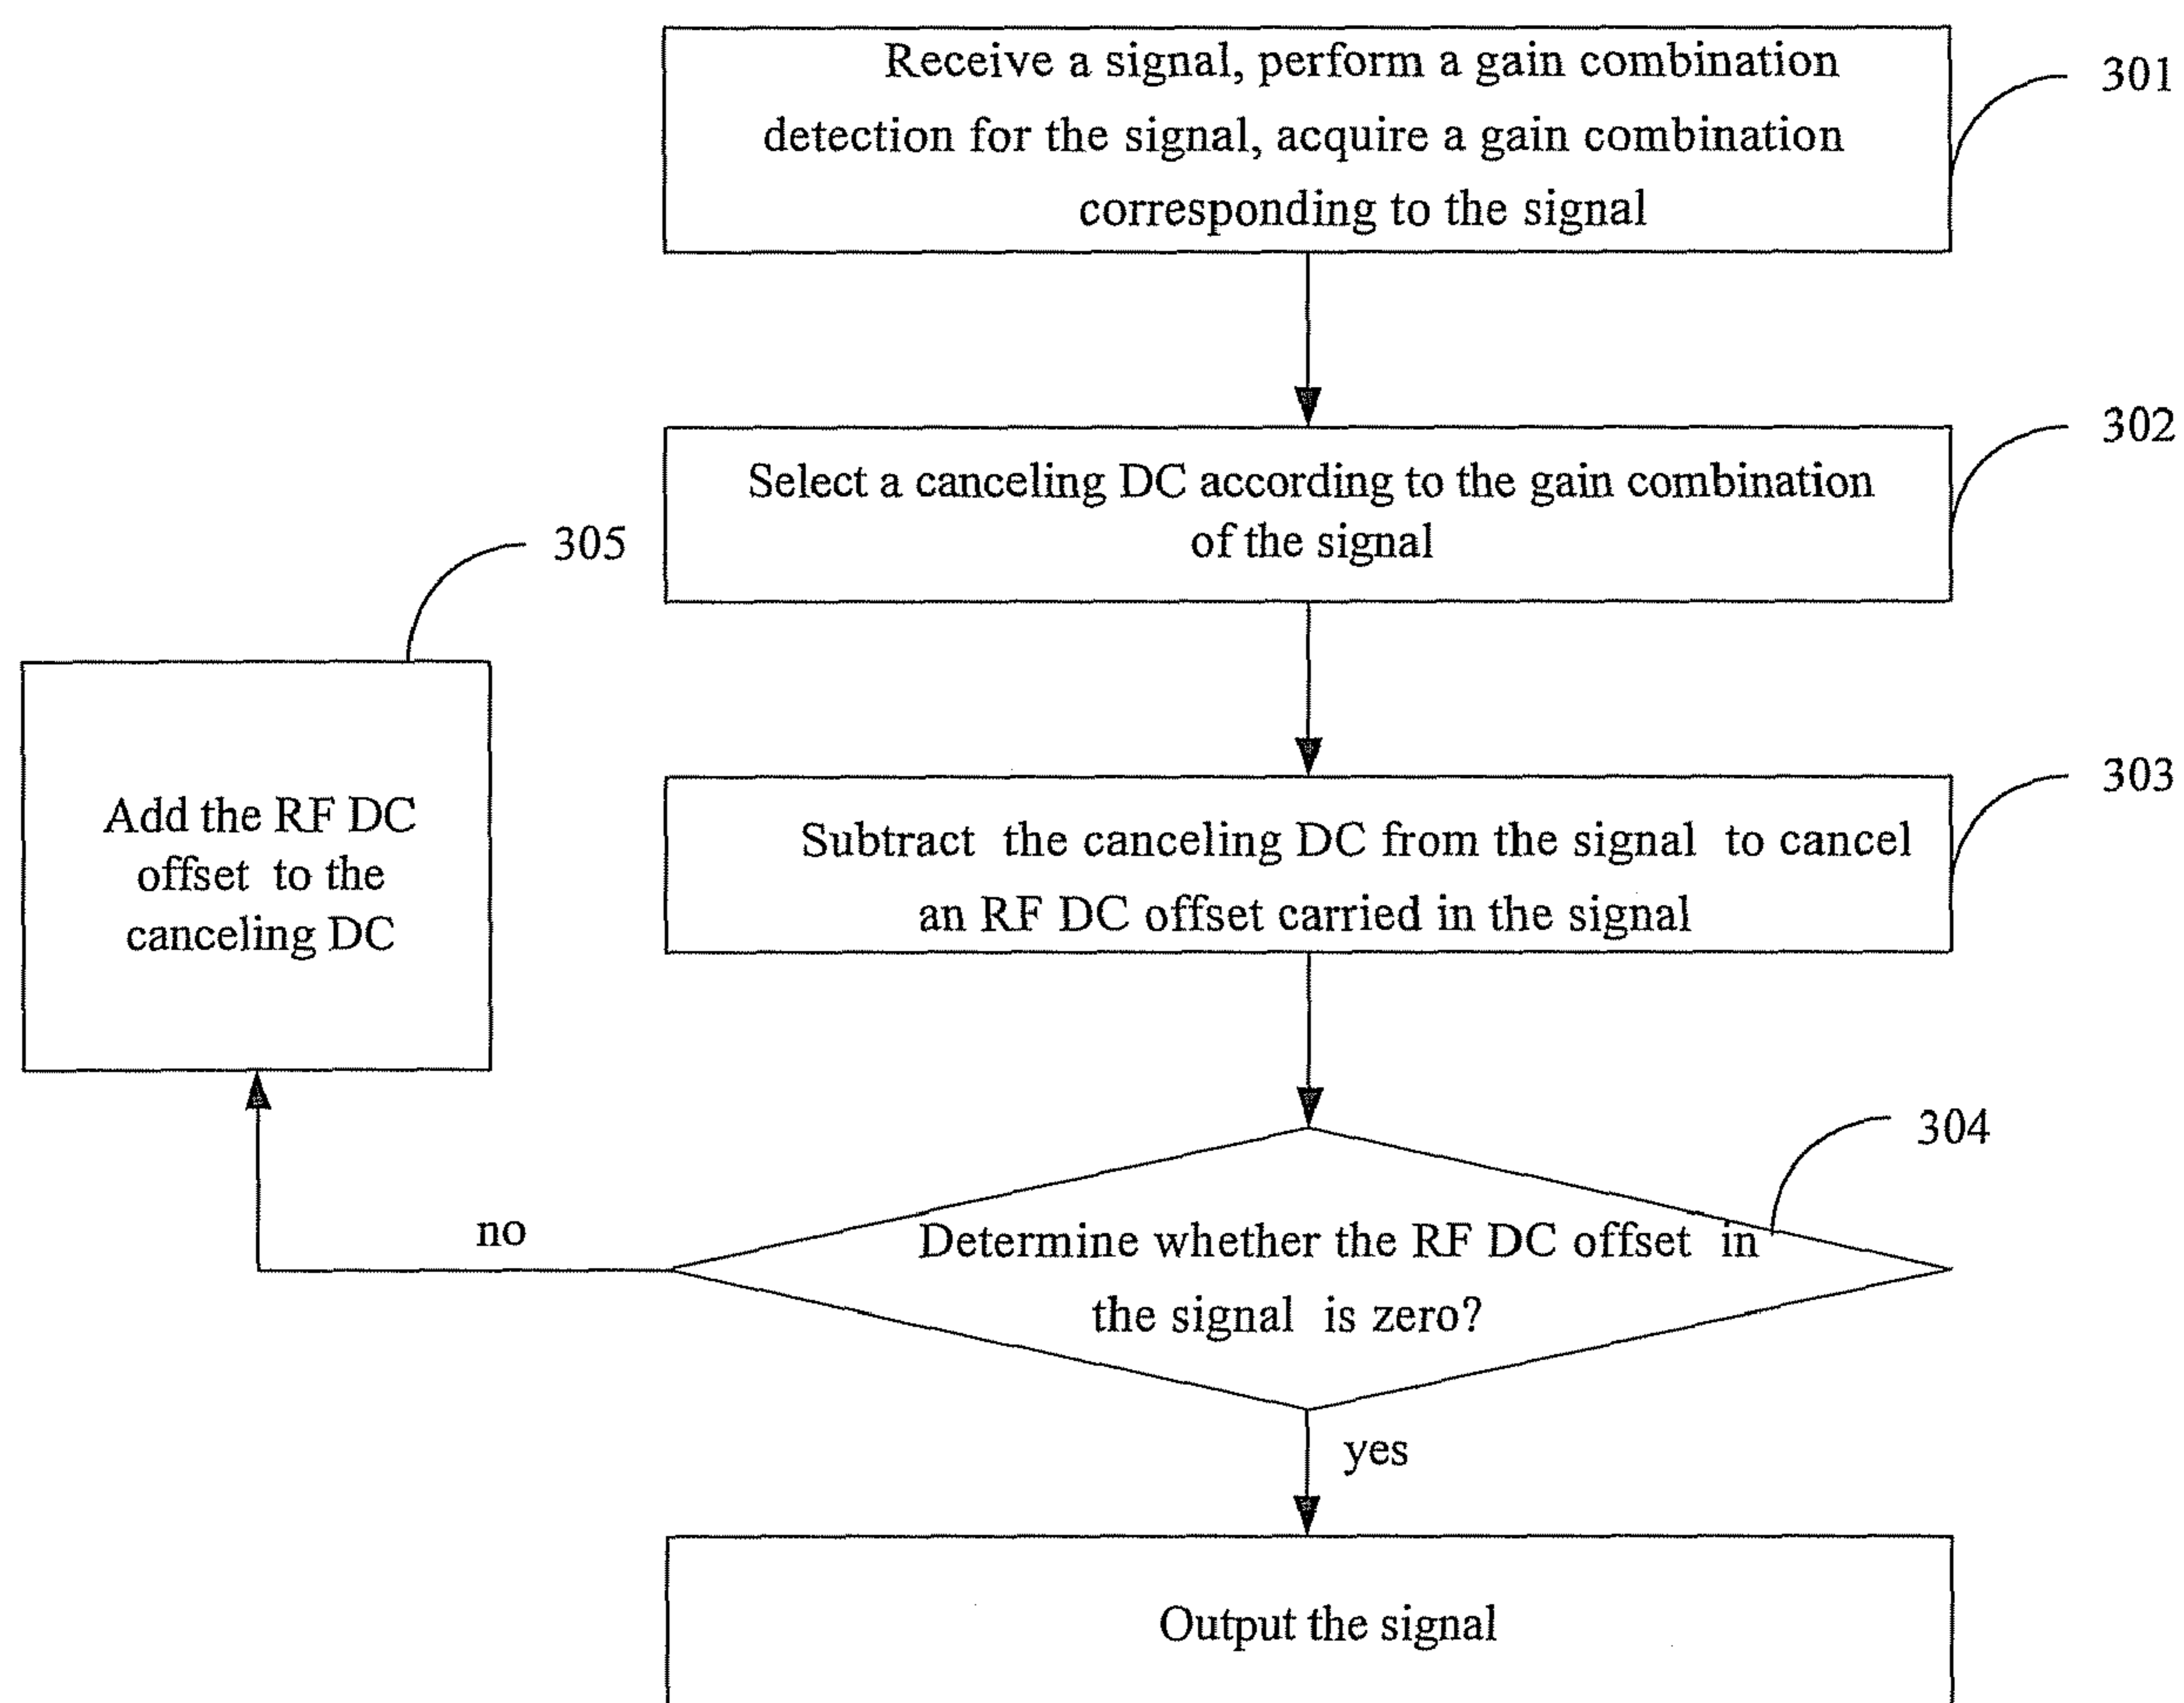 Receive a signal, perform a gain combination
detection for the signal, acquire a gain combination
corresponding to the signal
301
Select a canceling DC according to the gain combination
of the signal
302
305
Add the RF DC
offset to the
canceling DC
Subtract the canceling DC from the signal to cancel
an RF DC offset carried in the signal
303
304
Determine whether the RF DC offset in
the signal is zero?
no
yes
Output the signal